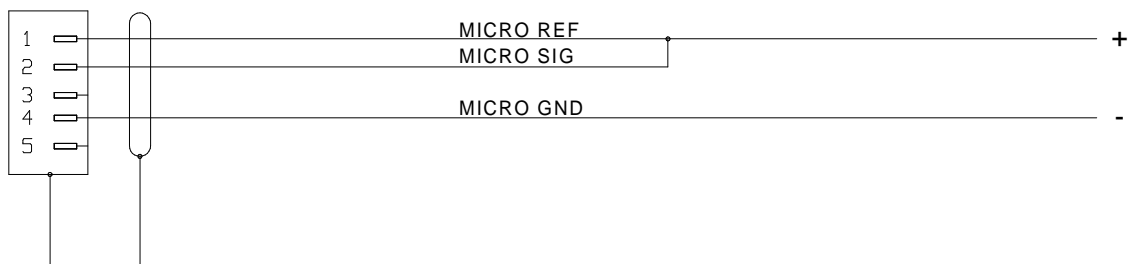 1 MICRO REF +
2 MICRO SIG
3
4 MICRO GND -
5